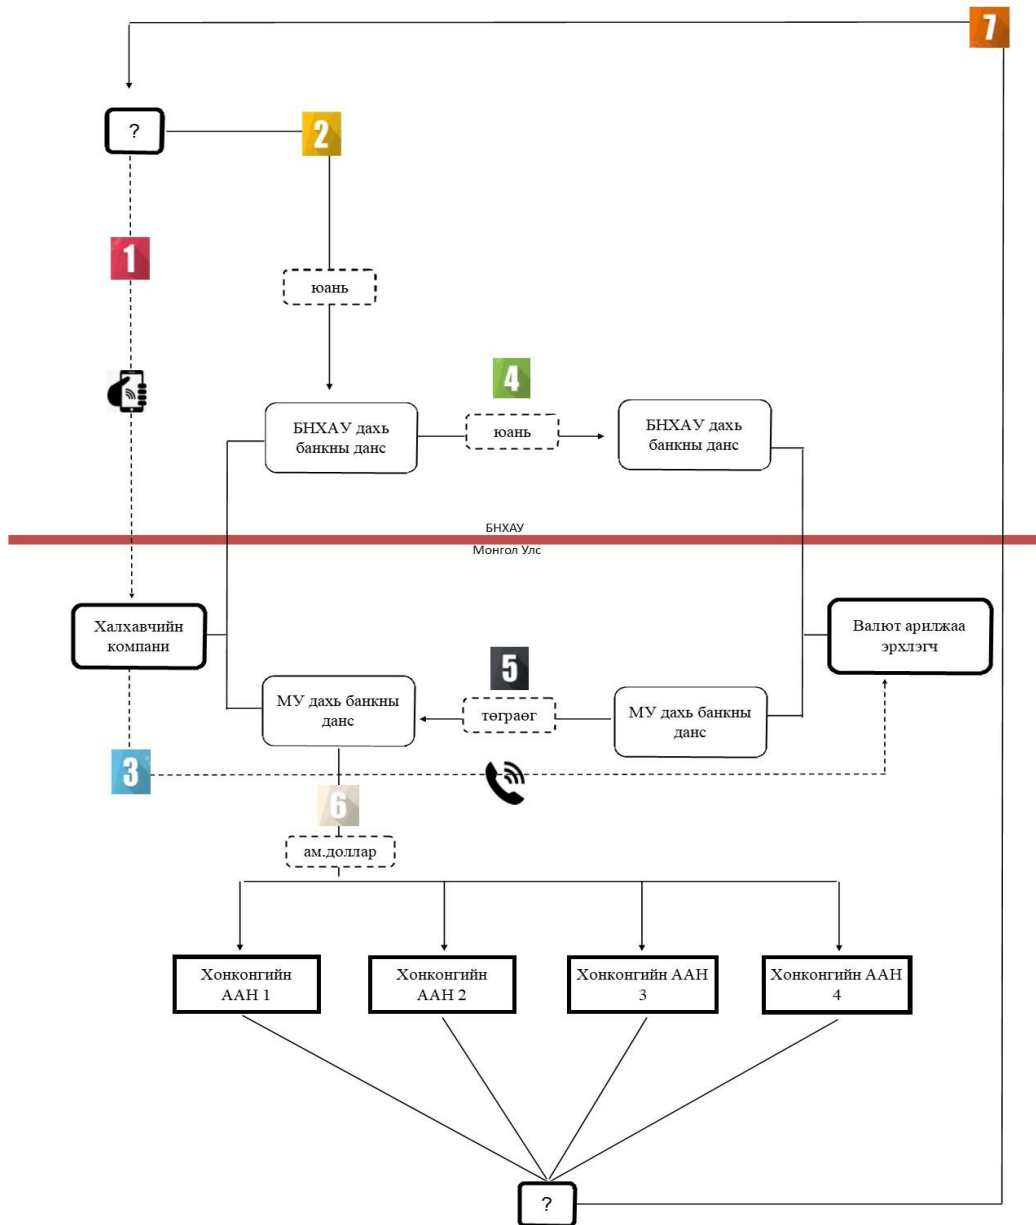 7
?
2
1
юань
4
БНХАУ дахь
банкны данс
юань
БНХАУ дахь
банкны данс
БНХАУ
Монгол Улс
Халхавчийн
компани
Валют арилжаа
эрхлэгч
5
МУ дахь банкны
данс
төграөг
МУ дахь банкны
данс
3
6
ам.доллар
Хонконгийн
ААН 1
Хонконгийн
ААН 2
Хонконгийн ААН
3
Хонконгийн ААН
4
?